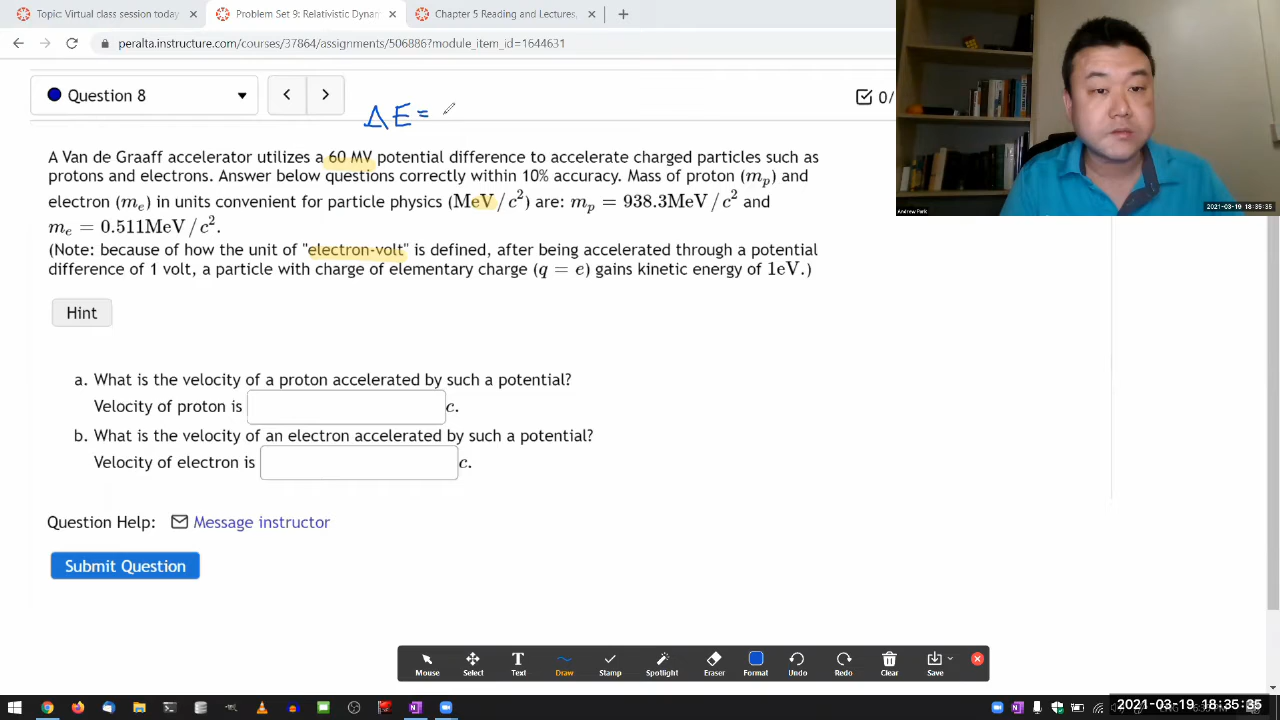 Topic: Virtual class session today
Problem Set 9: Relativistic Dynam
Chapter 5 Reading and Lectures,
peralta.instructure.com/courses/37864/assignments/506886?module_item_id=1644631
Question 8
0/
ΔE=
A Van de Graaff accelerator utilizes a 60 MV potential difference to accelerate charged particles such as
protons and electrons. Answer below questions correctly within 10% accuracy. Mass of proton (m_p) and
electron (m_e) in units convenient for particle physics (MeV/c²) are: m_p = 938.3MeV/c² and
m_e = 0.511MeV/c².
(Note: because of how the unit of "electron-volt" is defined, after being accelerated through a potential
difference of 1 volt, a particle with charge of elementary charge (q = e) gains kinetic energy of 1eV.)
Hint
a. What is the velocity of a proton accelerated by such a potential?
Velocity of proton is c.
b. What is the velocity of an electron accelerated by such a potential?
Velocity of electron is c.
Question Help: Message instructor
Submit Question
Mouse Select Text Draw Stamp Spotlight Eraser Format Undo Redo Clear Save
Andrew Park
2021-03-19 18:35:35
2021-03-19 18:35:35